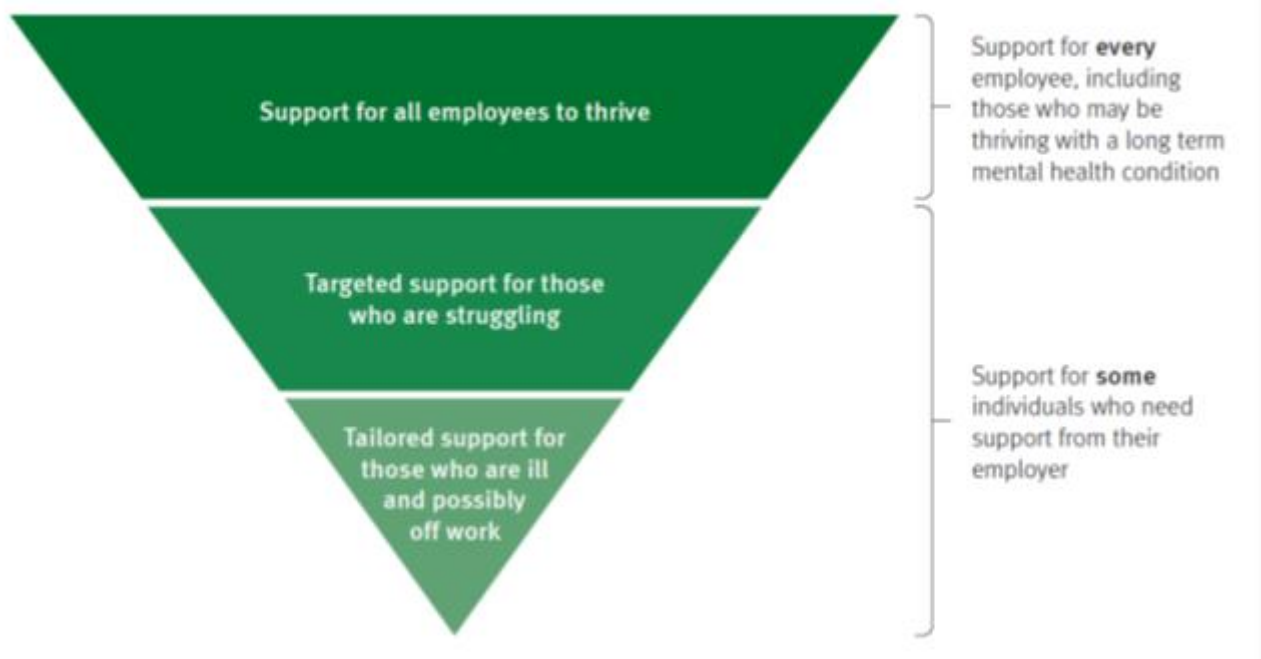 Support for all employees to thrive
Support for every
employee, including
those who may be
thriving with a long term
mental health condition
Targeted support for those
who are struggling
Tailored support for
those who are ill
and possibly
off work
Support for some
individuals who need
support from their
employer